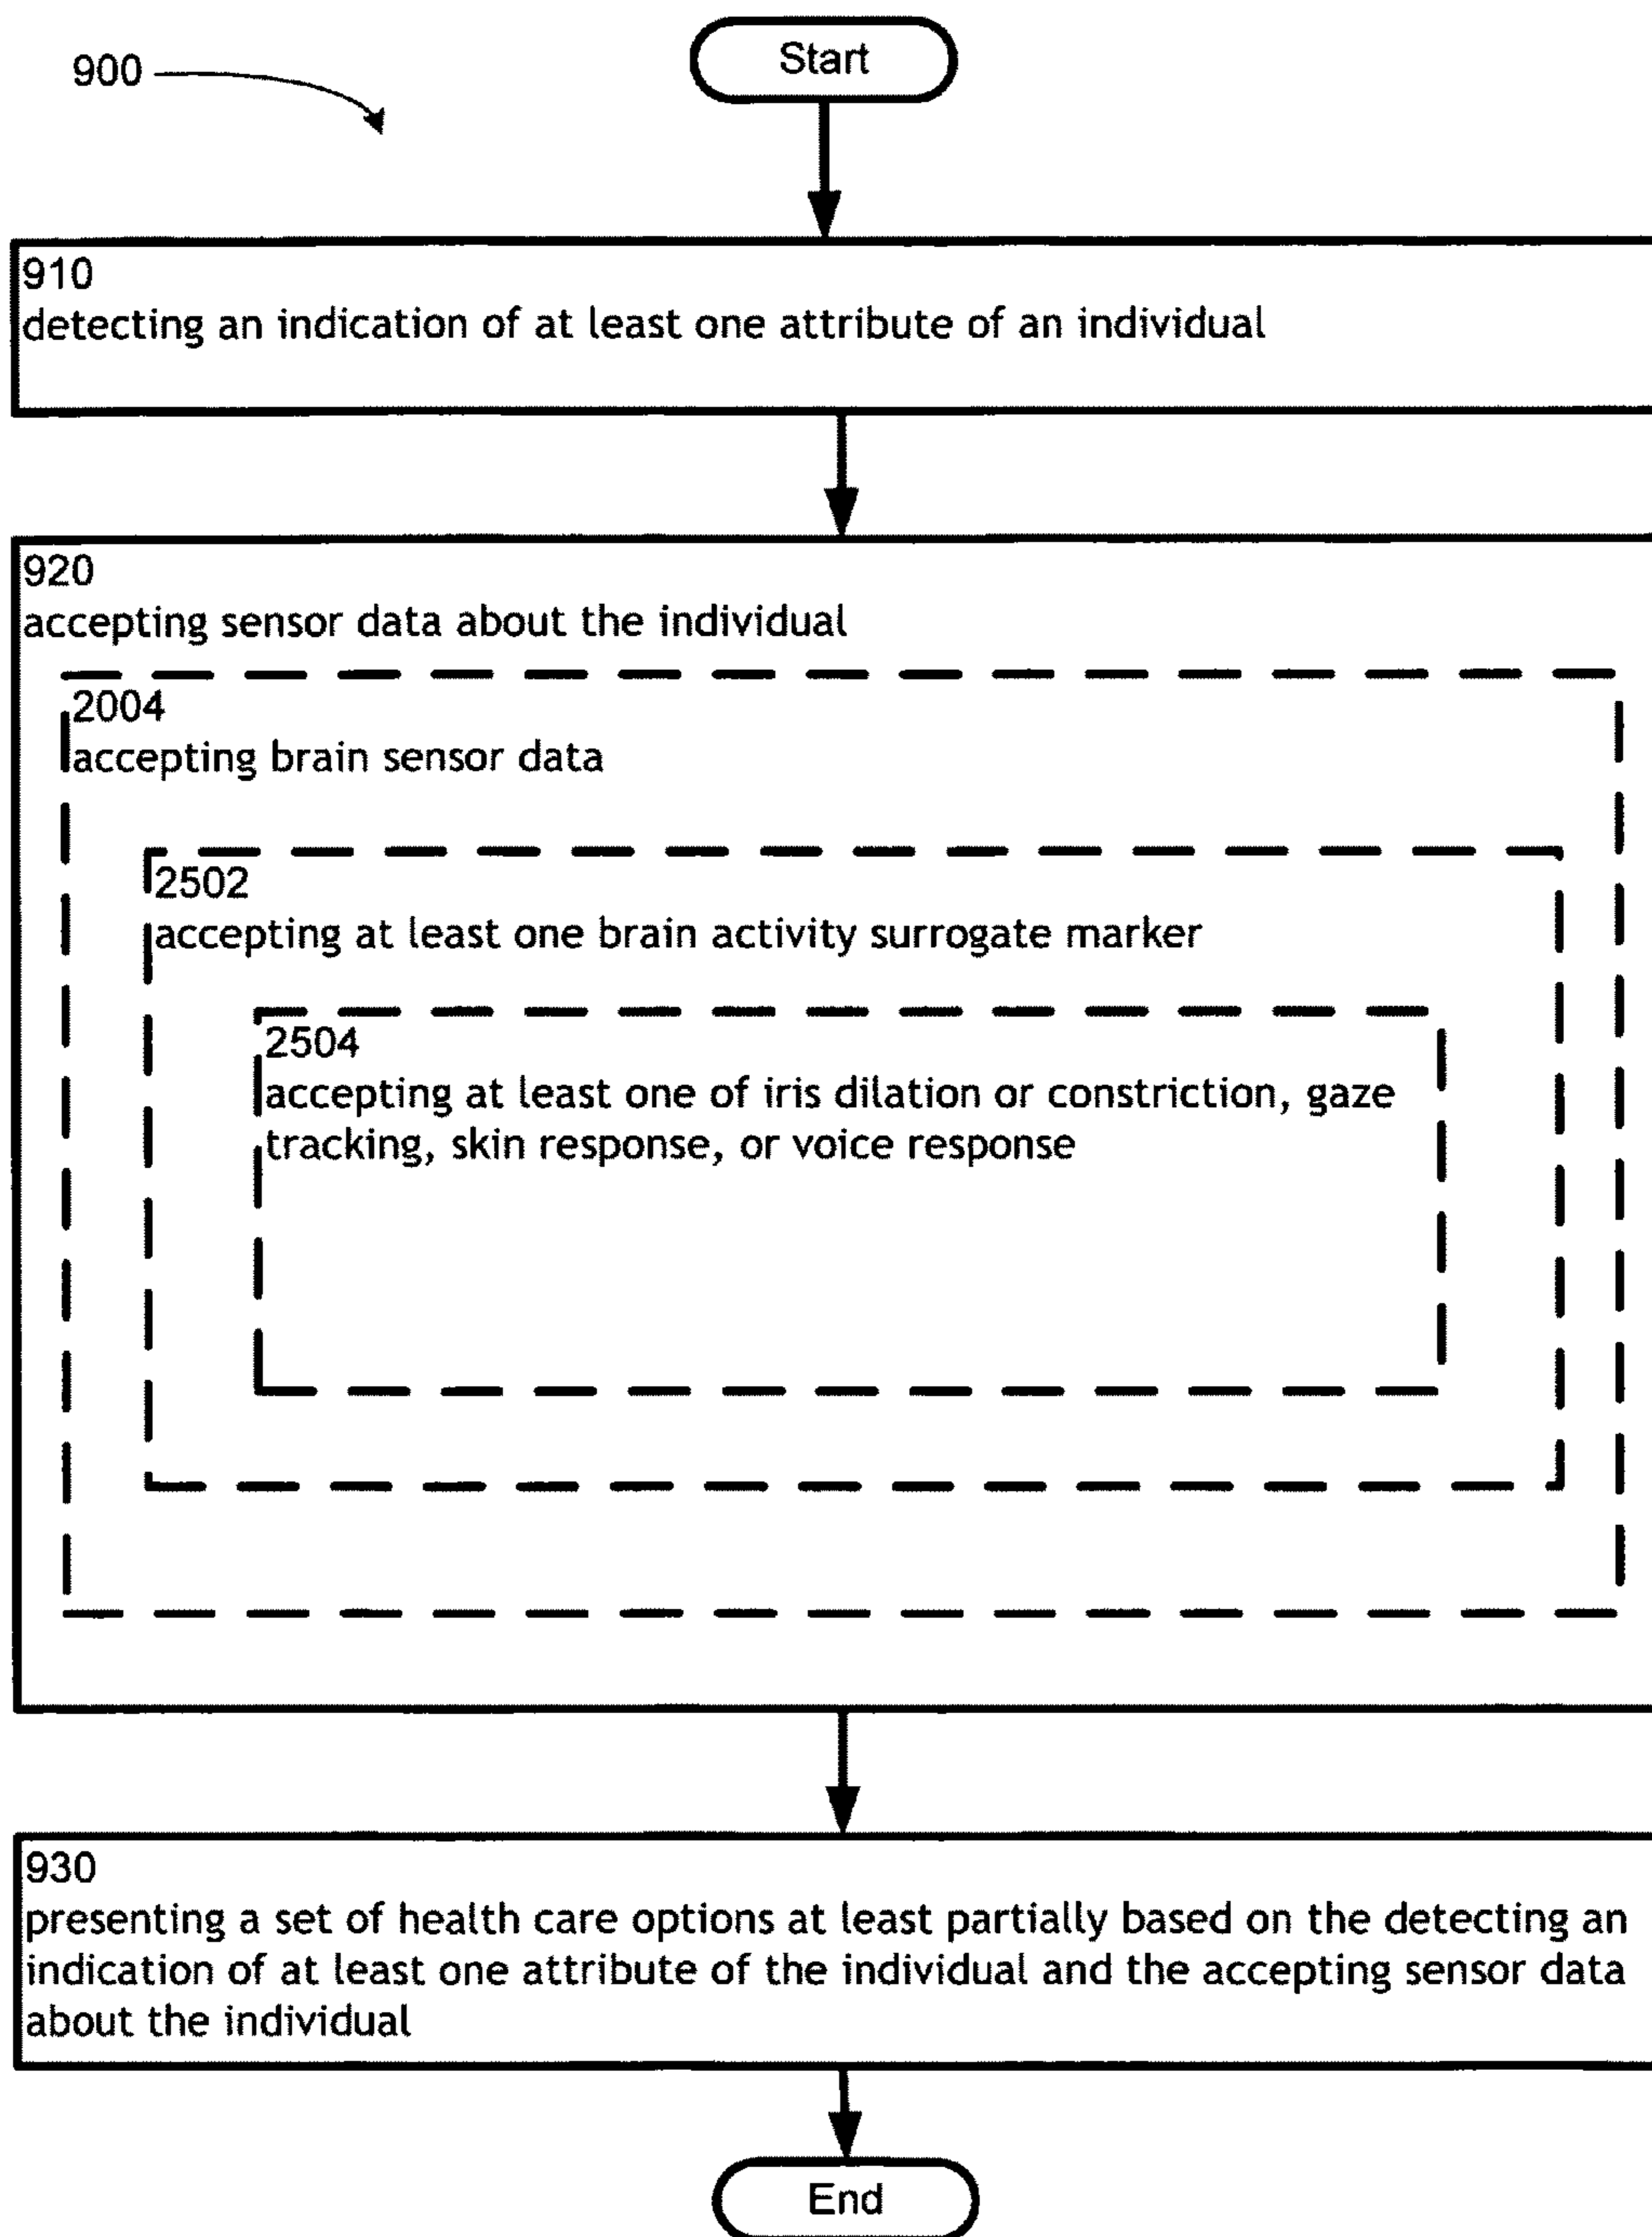 Start
900
910
detecting an indication of at least one attribute of an individual
920
accepting sensor data about the individual
2004
accepting brain sensor data
2502
accepting at least one brain activity surrogate marker
2504
accepting at least one of iris dilation or constriction, gaze
tracking, skin response, or voice response
930
presenting a set of health care options at least partially based on the detecting an
indication of at least one attribute of the individual and the accepting sensor data
about the individual
End